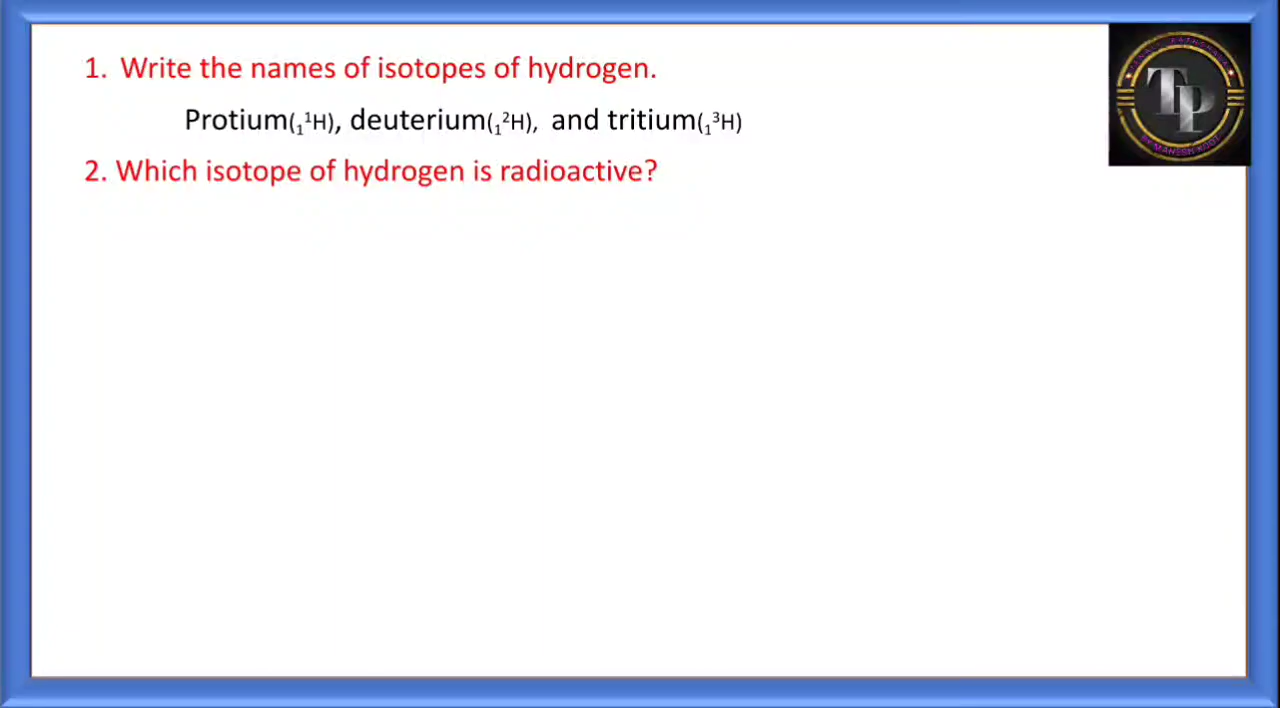 1. Write the names of isotopes of hydrogen.
Protium(₁¹H), deuterium(₁²H), and tritium(₁³H)
2. Which isotope of hydrogen is radioactive?
TP